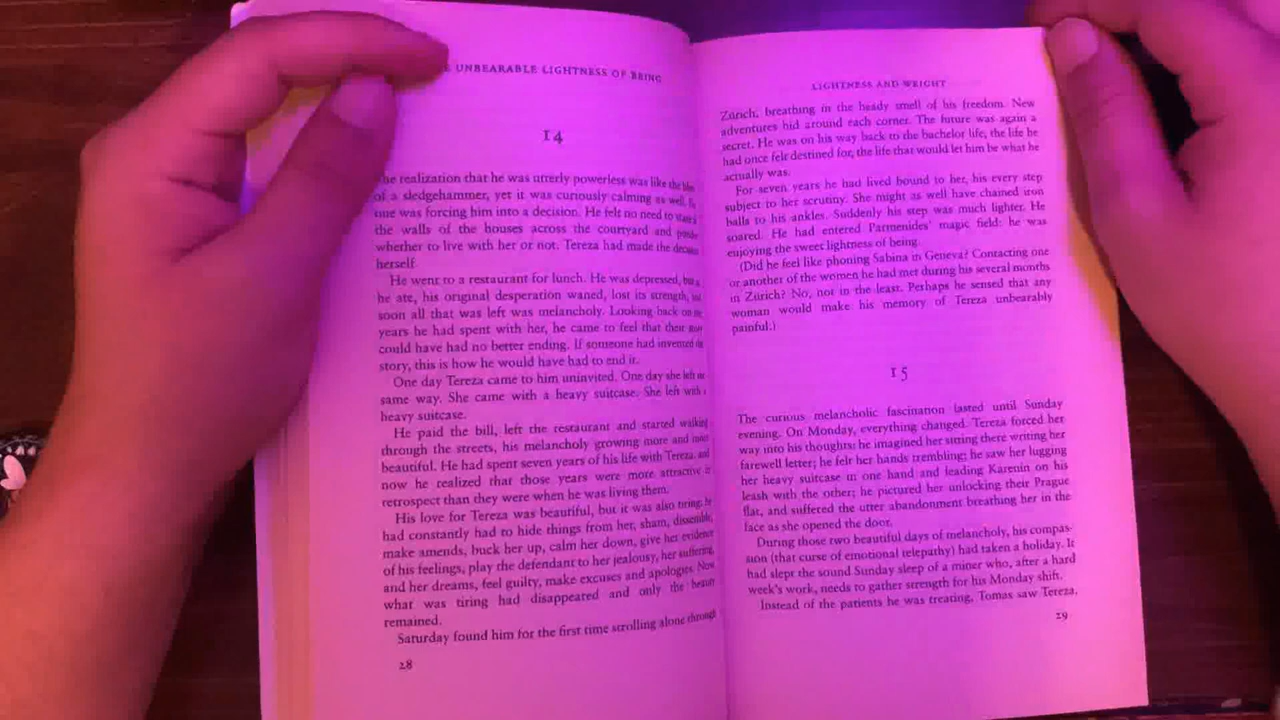 UNBEARABLE LIGHTNESS OF BEING
14
he realization that he was utterly powerless was like the
of a sledgehammer, yet it was curiously calming as well.
one was forcing him into a decision. He felt no need to
the walls of the houses across the courtyard and
whether to live with her or not. Tereza had made the
herself.
He went to a restaurant for lunch. He was depressed,
he ate, his original desperation waned, lost its strength,
soon all that was left was melancholy. Looking back on
years he had spent with her, he came to feel that their
could have had no better ending. If someone had invented
story, this is how he would have had to end it.
One day Tereza came to him uninvited. One day she left
same way. She came with a heavy suitcase. She left with
heavy suitcase.
He paid the bill, left the restaurant and started walking
through the streets, his melancholy growing more and more
beautiful. He had spent seven years of his life with Tereza, and
now he realized that those years were more attractive in
retrospect than they were when he was living them.
His love for Tereza was beautiful, but it was also tiring: he
had constantly had to hide things from her, sham, dissemble,
make amends, buck her up, calm her down, give her evidence
of his feelings, play the defendant to her jealousy, her suffering,
and her dreams, feel guilty, make excuses and apologies. Now
what was tiring had disappeared and only the beauty
remained.
Saturday found him for the first time scrolling alone through
28
LIGHTNESS AND WEIGHT
Zürich, breathing in the heady smell of his freedom. New
adventures hid around each corner. The future was again a
secret. He was on his way back to the bachelor life, the life he
had once felt destined for, the life that would let him be what he
actually was.
For seven years he had lived bound to her, his every step
subject to her scrutiny. She might as well have chained iron
balls to his ankles. Suddenly his step was much lighter. He
soared. He had entered Parmenides' magic field: he was
enjoying the sweet lightness of being.
(Did he feel like phoning Sabina in Geneva? Contacting one
or another of the women he had met during his several months
in Zürich? No, not in the least. Perhaps he sensed that any
woman would make his memory of Tereza unbearably
painful.)
15
The curious melancholic fascination lasted until Sunday
evening. On Monday, everything changed. Tereza forced her
way into his thoughts: he imagined her sitting there writing her
farewell letter; he felt her hands trembling; he saw her lugging
her heavy suitcase in one hand and leading Karenin on his
leash with the other; he pictured her unlocking their Prague
flat, and suffered the utter abandonment breathing her in the
face as she opened the door.
During those two beautiful days of melancholy, his compas-
sion (that curse of emotional telepathy) had taken a holiday. It
had slept the sound Sunday sleep of a miner who, after a hard
week's work, needs to gather strength for his Monday shift.
Instead of the patients he was treating, Tomas saw Tereza.
29